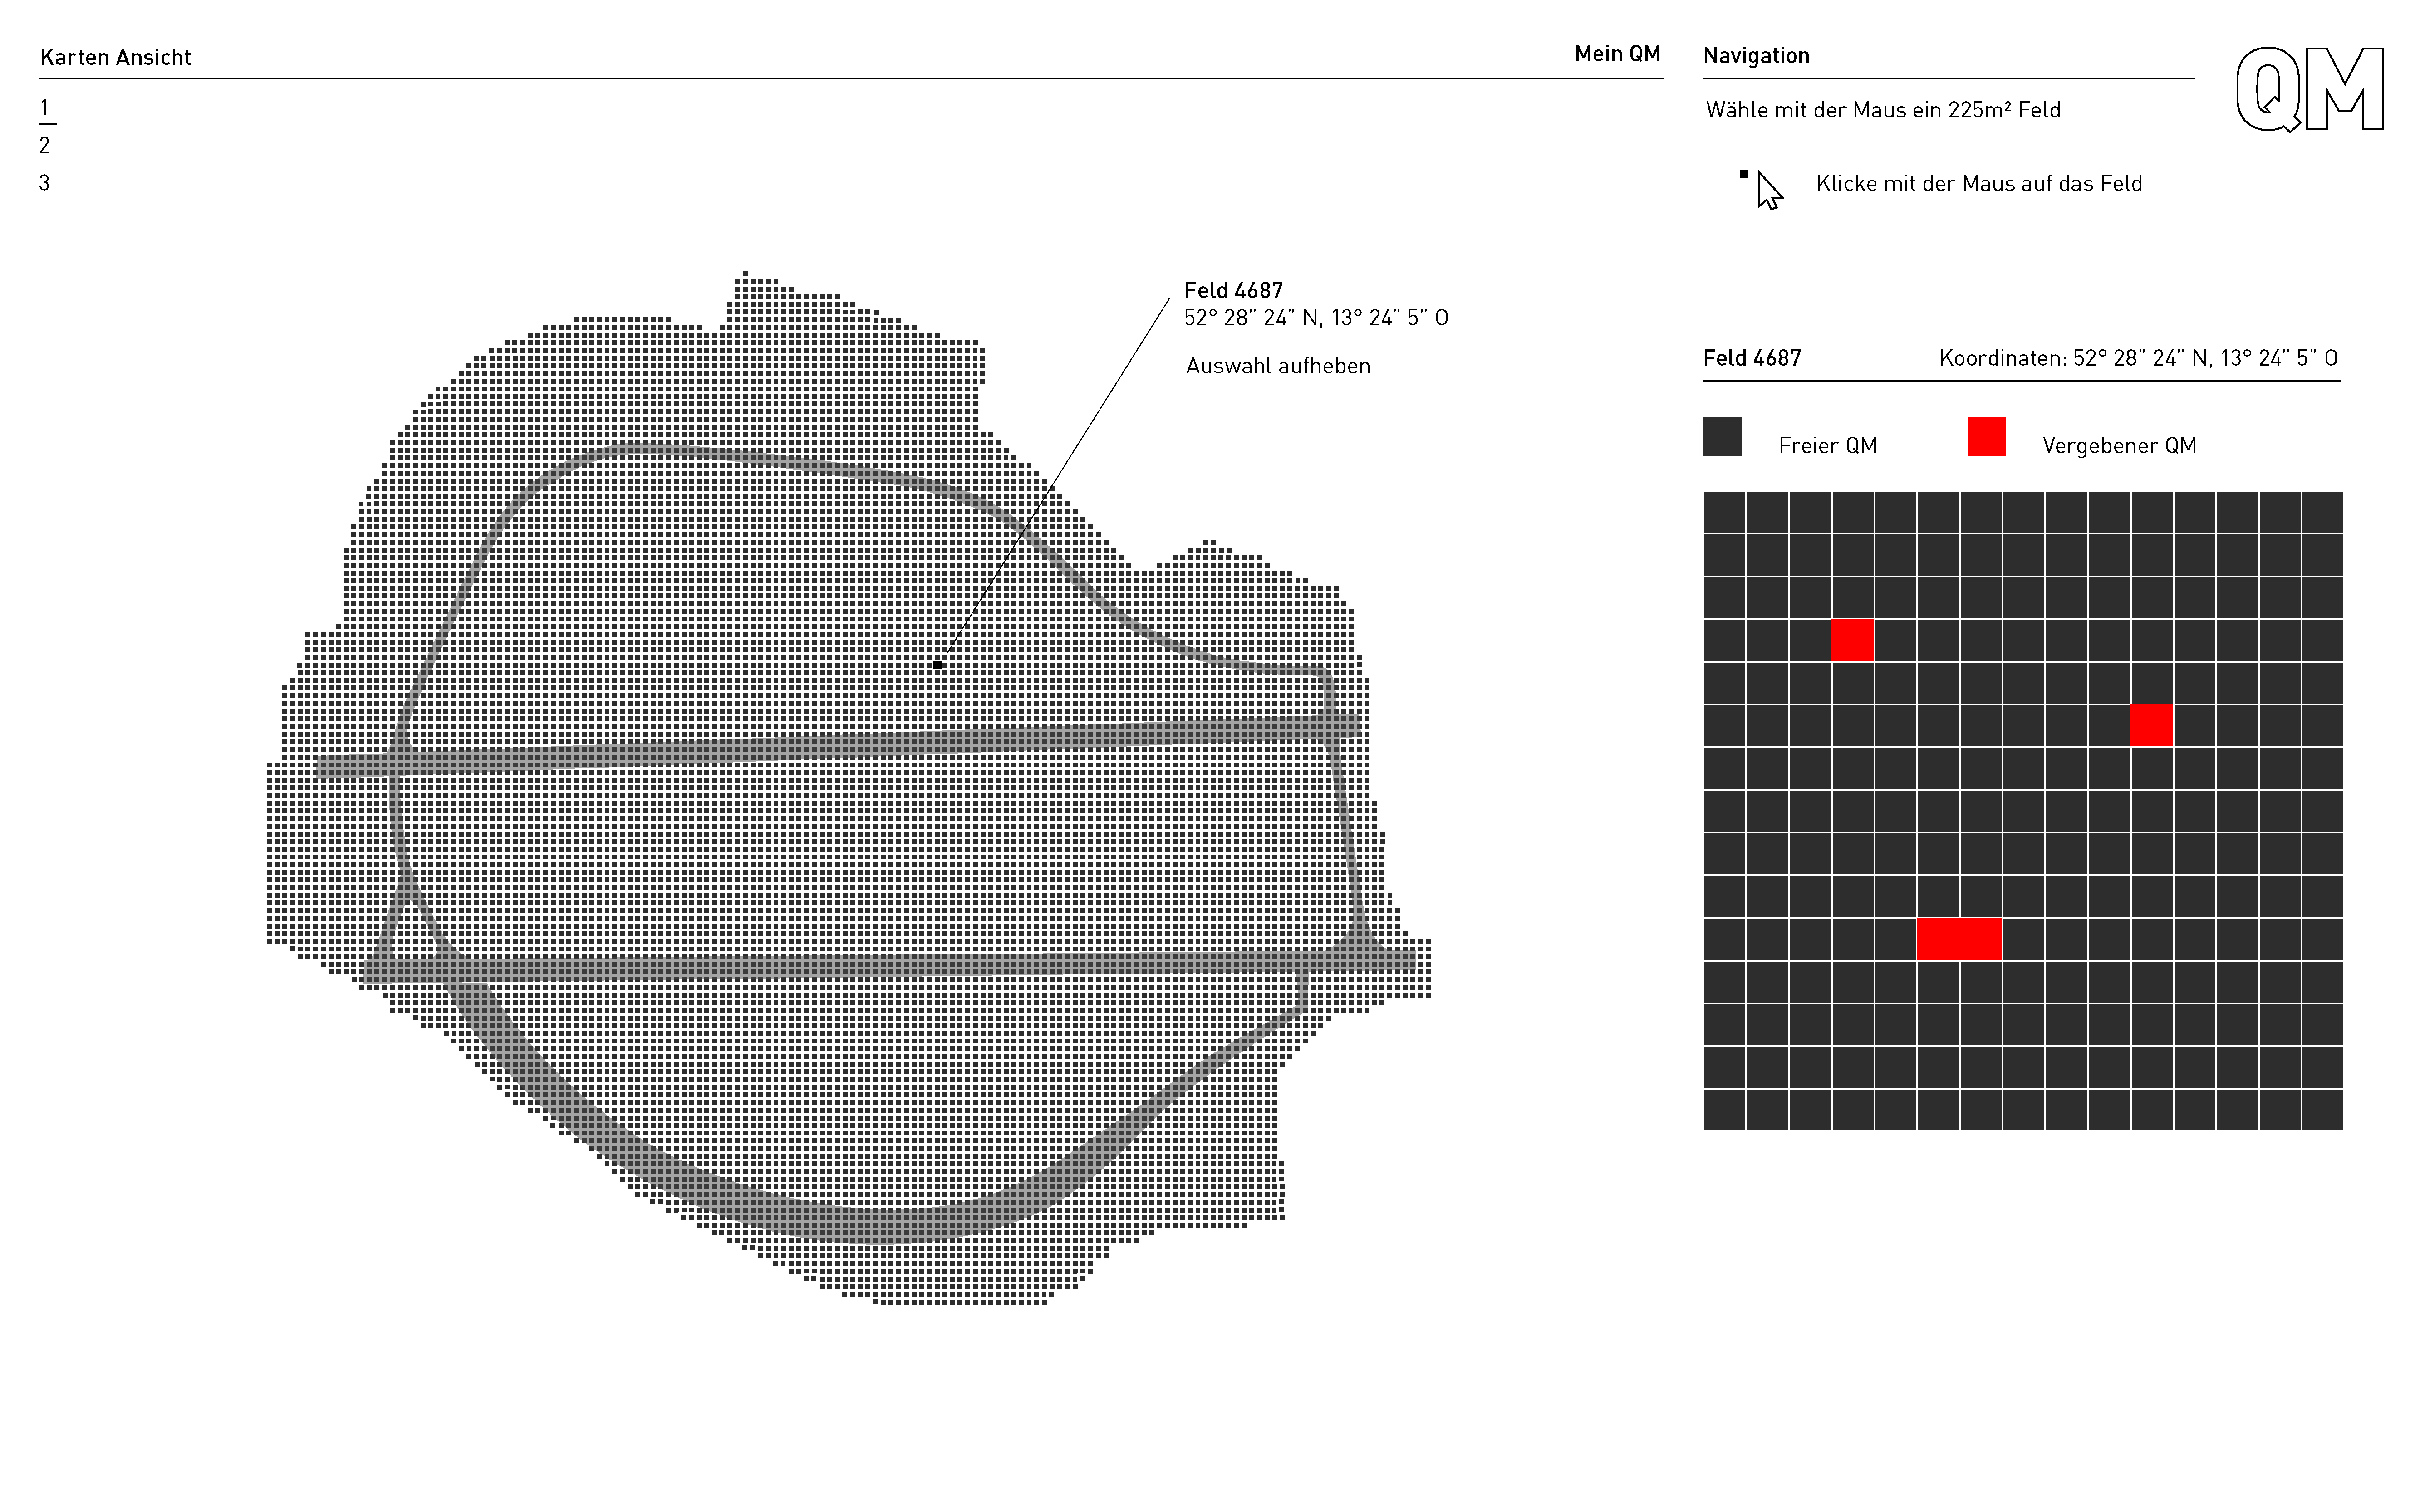 Karten Ansicht
Mein QM
1
2
3
Feld 4687
52° 28” 24” N, 13° 24” 5” O
Auswahl aufheben
Navigation
QM
Wähle mit der Maus ein 225m² Feld
Klicke mit der Maus auf das Feld
Feld 4687
Koordinaten: 52° 28” 24” N, 13° 24” 5” O
Freier QM
Vergebener QM